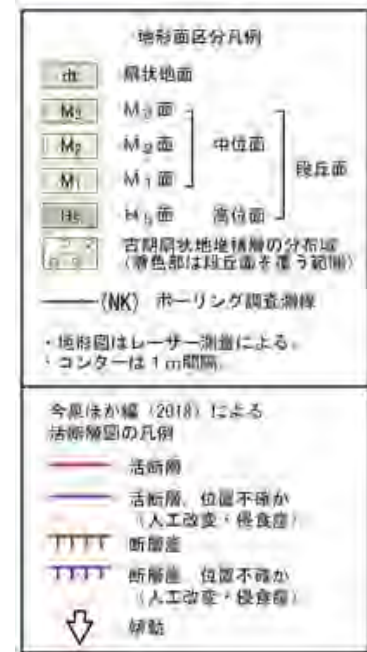 地形面区分凡例
dt 扇状地面
M3 M3面
M2 M2面 中位面
M1 M1面 段丘面
H5 H5面 高位面
古期扇状地堆積層の分布域
(着色部は段丘面を覆う範囲)
(NK) ボーリング調査測線
・地形図はレーザー測量による。
・コンターは1m間隔。
今泉ほか編(2018)による
活断層図の凡例
活断層
活断層、位置不確か
(人工改変・侵食崖)
断層崖
断層崖、位置不確か
(人工改変・侵食崖)
傾動